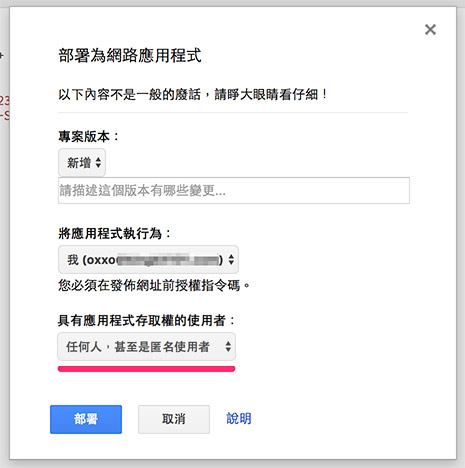 部署為網路應用程式
以下內容不是一般的廢話，請睜大眼睛看仔細！
專案版本：
新增
請描述這個版本有哪些變更...
將應用程式執行為：
我 (oxxo )
您必須在發佈網址前授權指令碼。
具有應用程式存取權的使用者：
任何人，甚至是匿名使用者
部署 取消 說明